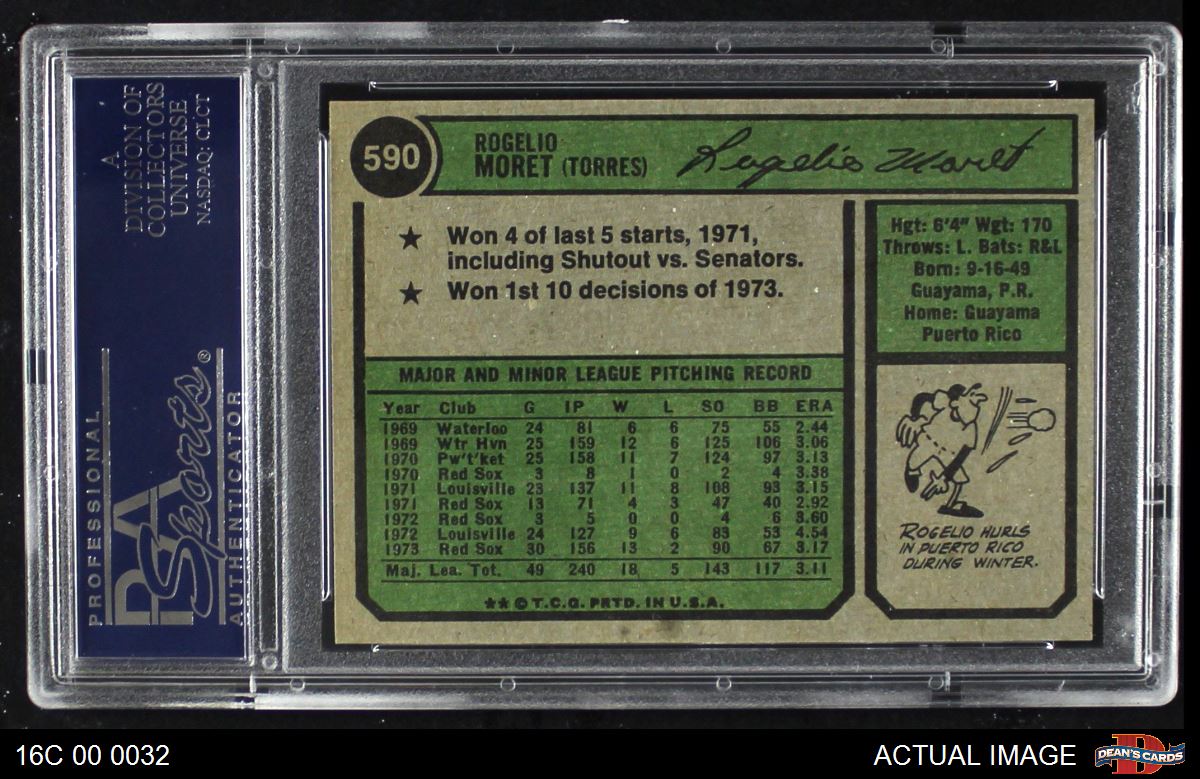 A
DIVISION OF
COLLECTORS
UNIVERSE
NASDAQ: CLCT
PROFESSIONAL
PSA
Sports®
AUTHENTICATOR
590
ROGELIO
MORET (TORRES)
Rogelio Moret
★ Won 4 of last 5 starts, 1971,
including Shutout vs. Senators.
★ Won 1st 10 decisions of 1973.
Hgt: 6'4" Wgt: 170
Throws: L. Bats: R&L
Born: 9-16-49
Guayama, P.R.
Home: Guayama
Puerto Rico
MAJOR AND MINOR LEAGUE PITCHING RECORD
Year Club G IP W L SO BB ERA
1969 Waterloo 24 81 6 6 75 55 2.44
1969 Wtr Hvn 25 159 12 6 125 106 3.06
1970 Pw't'ket 25 158 11 7 124 97 3.13
1970 Red Sox 3 8 1 0 2 4 3.38
1971 Louisville 23 137 11 8 108 93 3.15
1971 Red Sox 13 71 4 3 47 40 2.92
1972 Red Sox 3 5 0 0 4 6 3.60
1972 Louisville 24 127 9 6 83 53 4.54
1973 Red Sox 30 156 13 2 90 67 3.17
Maj. Lea. Tot. 49 240 18 5 143 117 3.11
★★ © T.C.G. PRTD. IN U.S.A.
ROGELIO HURLS
IN PUERTO RICO
DURING WINTER.
16C 00 0032
ACTUAL IMAGE
D
DEAN'S CARDS